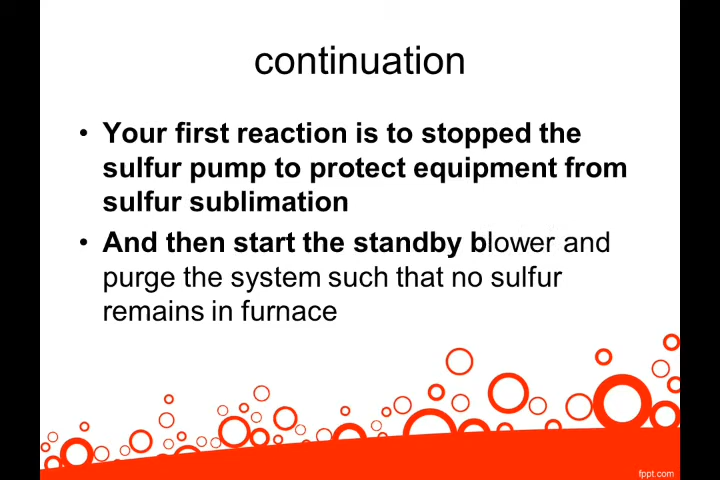 continuation
• Your first reaction is to stopped the
sulfur pump to protect equipment from
sulfur sublimation
• And then start the standby blower and
purge the system such that no sulfur
remains in furnace
fppt.com